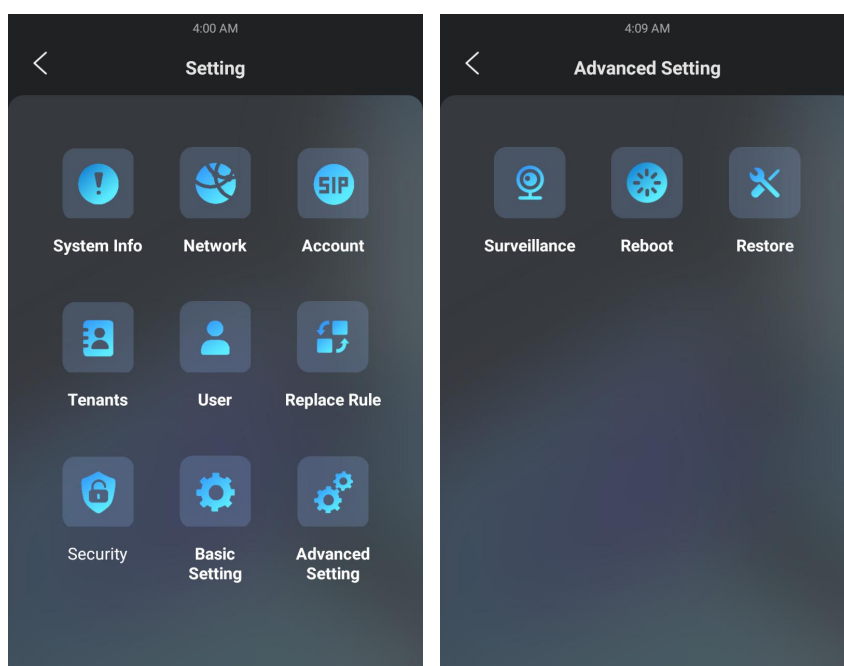 4:00 AM
Setting
System Info
Network
SIP
Account
Tenants
User
Replace Rule
Security
Basic
Setting
Advanced
Setting
4:09 AM
Advanced Setting
Surveillance
Reboot
Restore